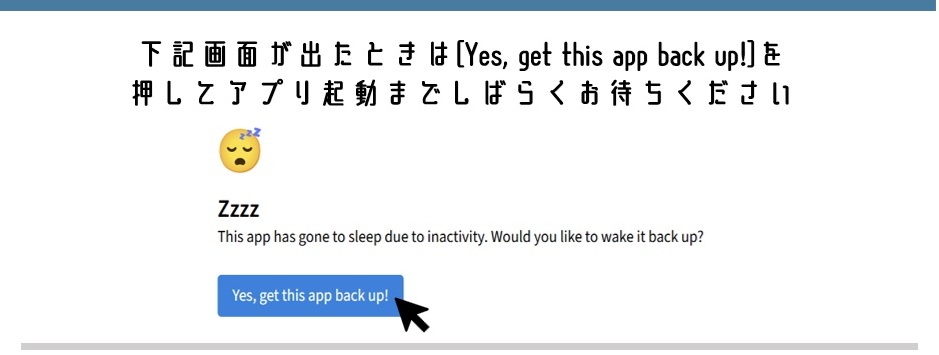 下記画面が出たときは[Yes, get this app back up!]を
押してアプリ起動までしばらくお待ちください
Zzzz
This app has gone to sleep due to inactivity. Would you like to wake it back up?
Yes, get this app back up!